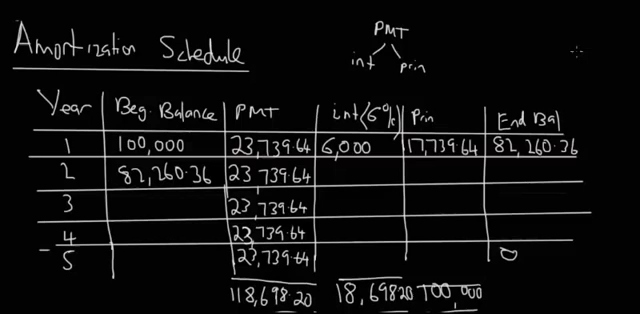 Amortization Schedule
PMT
int prin
Year Beg. Balance PMT int (6%) Prin End Bal
1 100,000 23,739.64 6,000 17,739.64 82,260.36
2 82,260.36 23 739.64
3 23,739.64
4 23,739.64
5 23,739.64 0
118,698.20 18,698.20 100,000